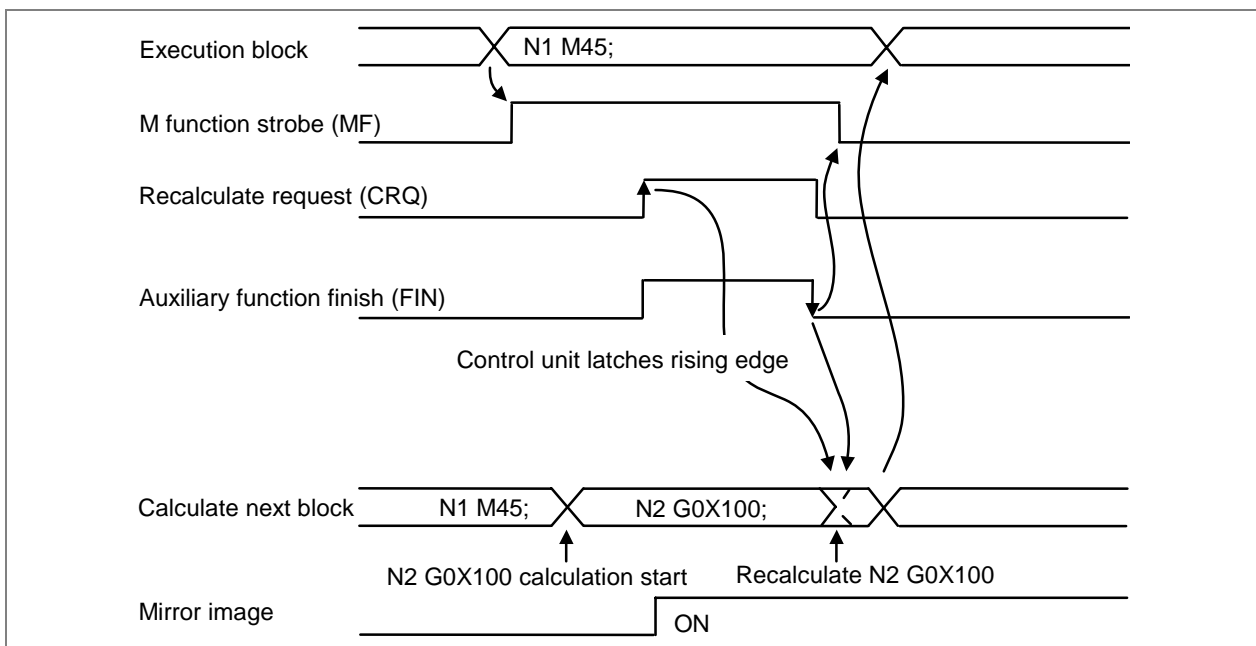 Execution block
N1 M45;
M function strobe (MF)
Recalculate request (CRQ)
Auxiliary function finish (FIN)
Control unit latches rising edge
Calculate next block
N1 M45;
N2 G0X100;
N2 G0X100 calculation start
Recalculate N2 G0X100
Mirror image
ON